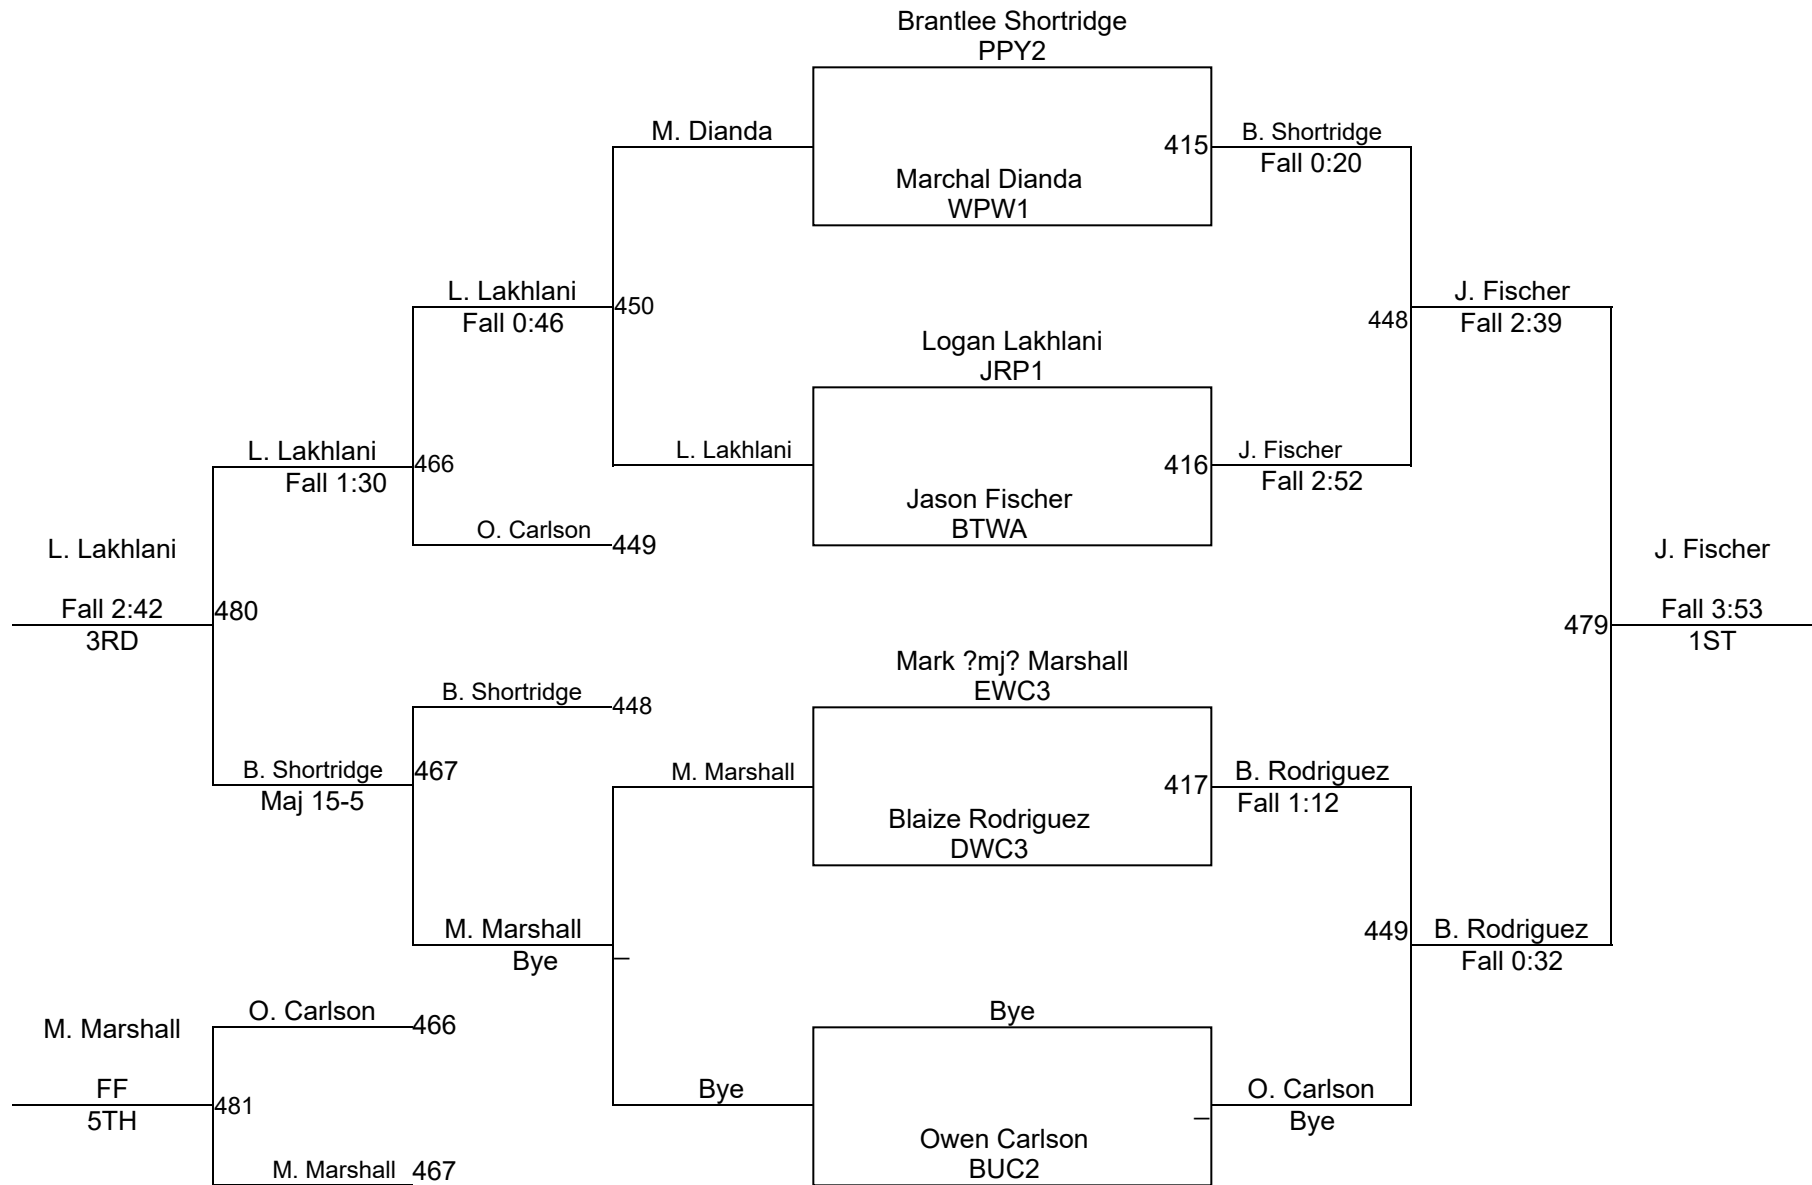 Brantlee Shortridge
PPY2
M. Dianda
415
B. Shortridge
Fall 0:20
Marchal Dianda
WPW1
L. Lakhlani
Fall 0:46
450
448
J. Fischer
Fall 2:39
Logan Lakhlani
JRP1
L. Lakhlani
Fall 1:30
466
L. Lakhlani
416
J. Fischer
Fall 2:52
Jason Fischer
BTWA
O. Carlson
449
L. Lakhlani
Fall 2:42
3RD
480
479
J. Fischer
Fall 3:53
1ST
Mark ?mj? Marshall
EWC3
B. Shortridge
448
B. Shortridge
Maj 15-5
467
M. Marshall
417
B. Rodriguez
Fall 1:12
Blaize Rodriguez
DWC3
M. Marshall
Bye
–
449
B. Rodriguez
Fall 0:32
O. Carlson
466
Bye
M. Marshall
FF
5TH
481
Bye
–
O. Carlson
Bye
Owen Carlson
BUC2
M. Marshall
467